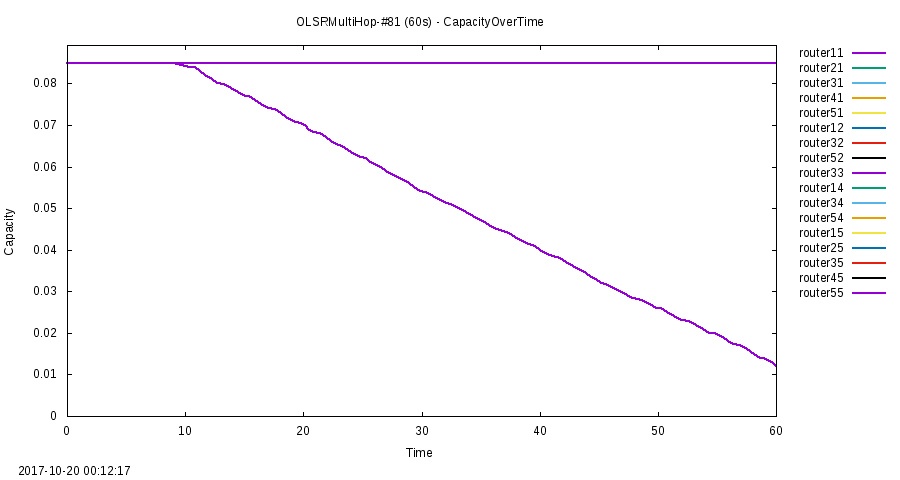 OLSRMultiHop-#81 (60s) - CapacityOverTime
router11
router21
router31
router41
router51
router12
router32
router52
router33
router14
router34
router54
router15
router25
router35
router45
router55
Capacity
0.08
0.07
0.06
0.05
0.04
0.03
0.02
0.01
0
0 10 20 30 40 50 60
Time
2017-10-20 00:12:17